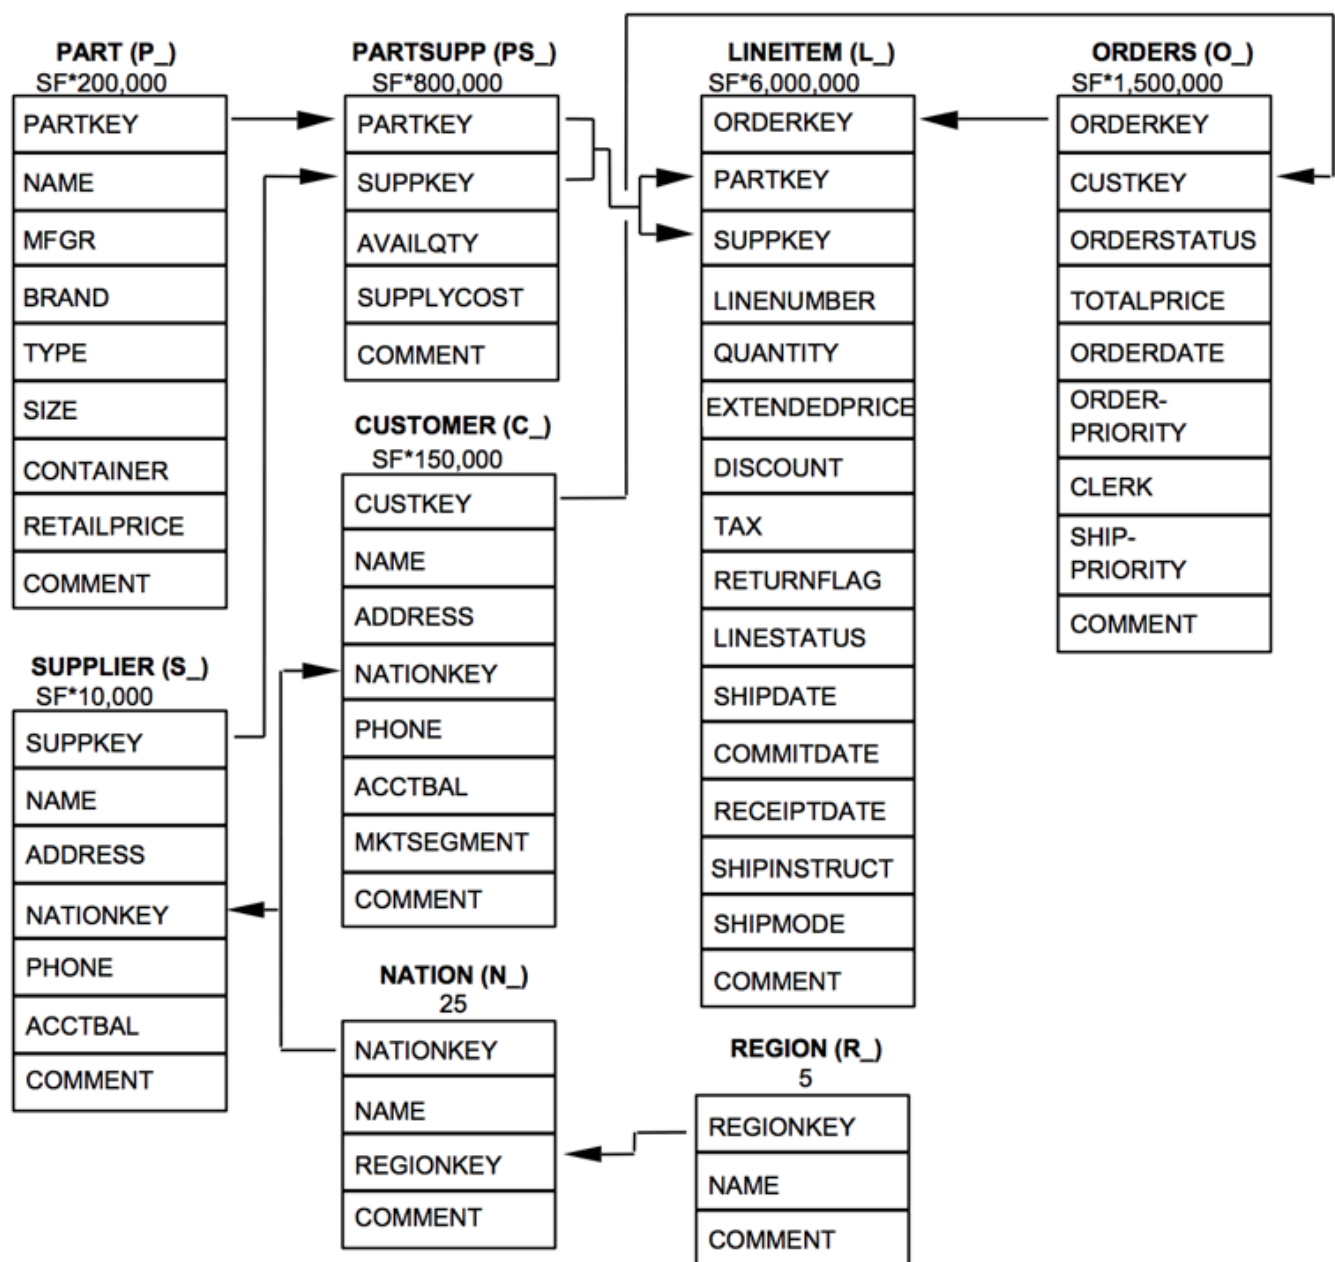 PART (P_)
SF*200,000
PARTKEY
NAME
MFGR
BRAND
TYPE
SIZE
CONTAINER
RETAILPRICE
COMMENT
SUPPLIER (S_)
SF*10,000
SUPPKEY
NAME
ADDRESS
NATIONKEY
PHONE
ACCTBAL
COMMENT
PARTSUPP (PS_)
SF*800,000
PARTKEY
SUPPKEY
AVAILQTY
SUPPLYCOST
COMMENT
CUSTOMER (C_)
SF*150,000
CUSTKEY
NAME
ADDRESS
NATIONKEY
PHONE
ACCTBAL
MKTSEGMENT
COMMENT
NATION (N_)
25
NATIONKEY
NAME
REGIONKEY
COMMENT
LINEITEM (L_)
SF*6,000,000
ORDERKEY
PARTKEY
SUPPKEY
LINENUMBER
QUANTITY
EXTENDEDPRICE
DISCOUNT
TAX
RETURNFLAG
LINESTATUS
SHIPDATE
COMMITDATE
RECEIPTDATE
SHIPINSTRUCT
SHIPMODE
COMMENT
REGION (R_)
5
REGIONKEY
NAME
COMMENT
ORDERS (O_)
SF*1,500,000
ORDERKEY
CUSTKEY
ORDERSTATUS
TOTALPRICE
ORDERDATE
ORDER-
PRIORITY
CLERK
SHIP-
PRIORITY
COMMENT